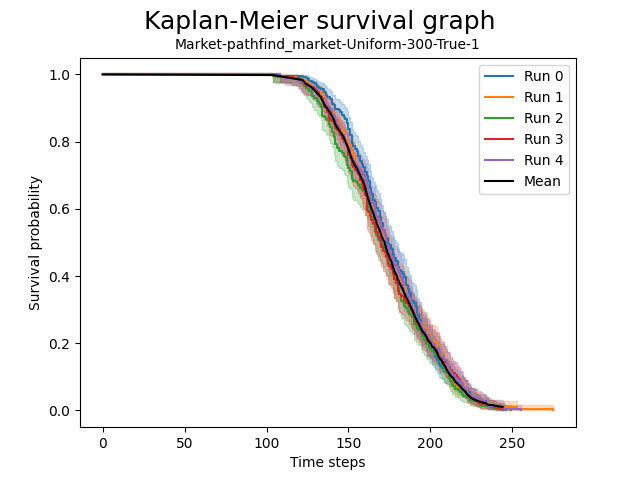 Kaplan-Meier survival graph
Market-pathfind_market-Uniform-300-True-1
Survival probability
1.0
0.8
0.6
0.4
0.2
0.0
Run 0
Run 1
Run 2
Run 3
Run 4
Mean
0 50 100 150 200 250
Time steps